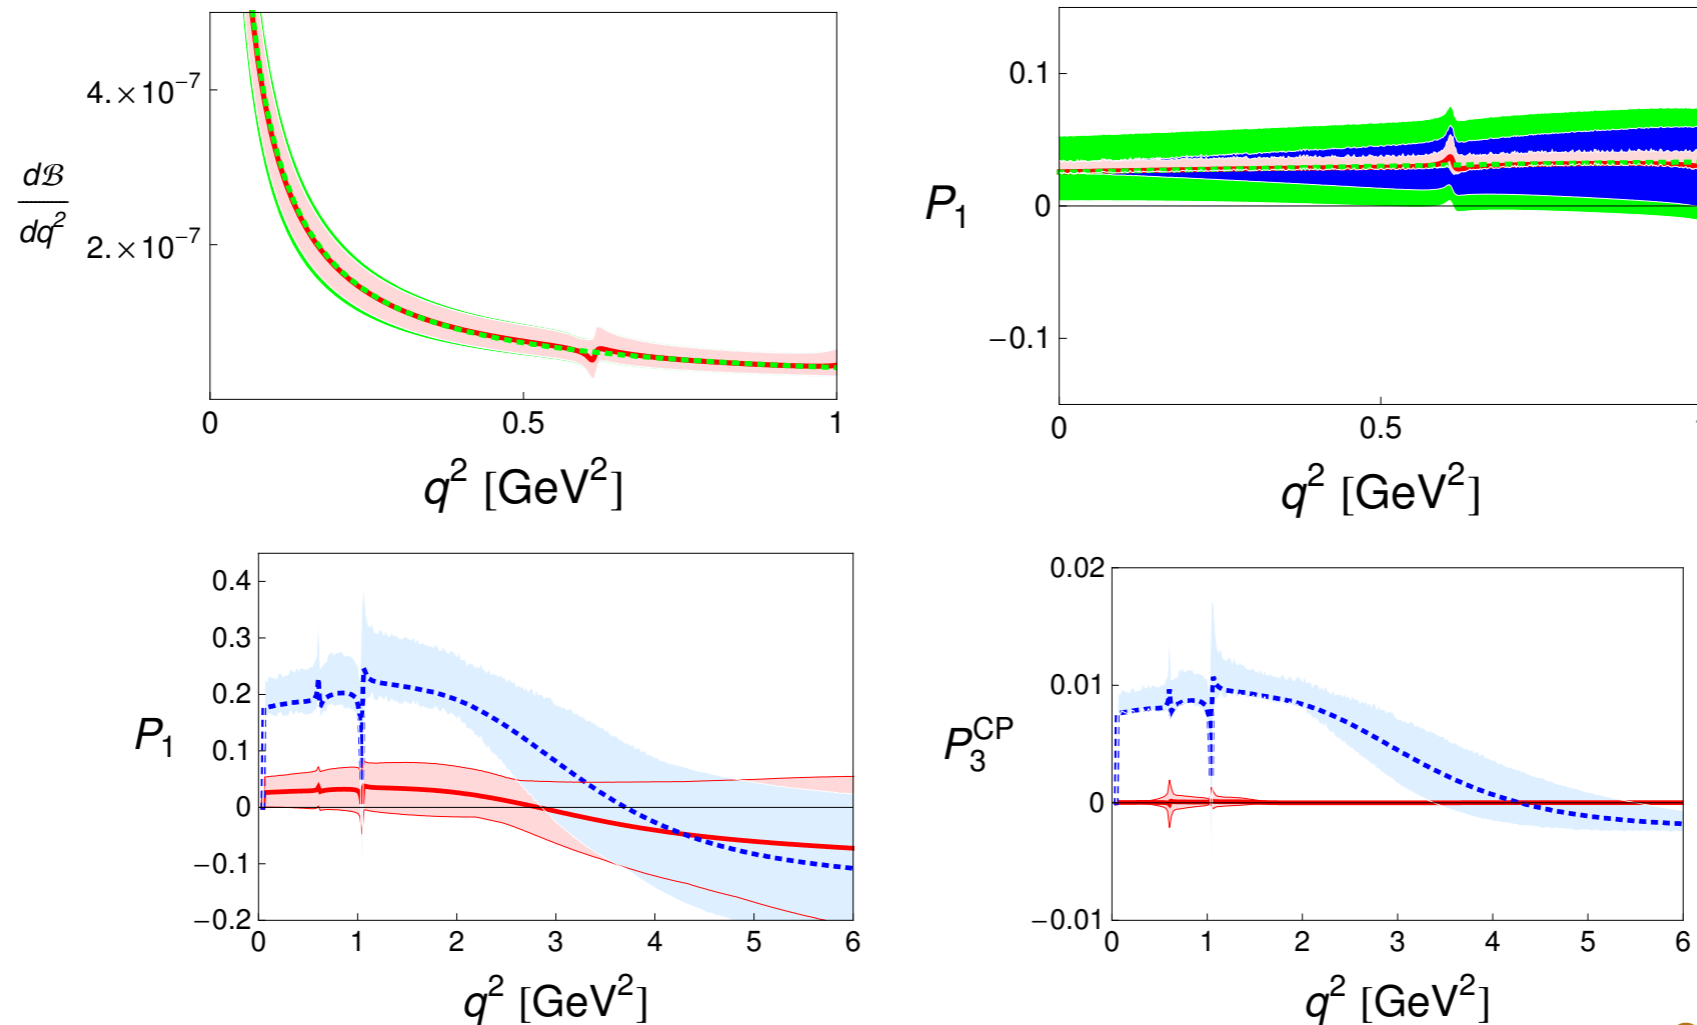 dℬ
dq²
4.×10⁻⁷
2.×10⁻⁷
0 0.5 1
q² [GeV²]
P₁
0.1
0
−0.1
0 0.5
q² [GeV²]
P₁
0.4
0.3
0.2
0.1
0
−0.1
−0.2
0 1 2 3 4 5 6
q² [GeV²]
P₃^CP
0.02
0.01
0
−0.01
0 1 2 3 4 5 6
q² [GeV²]